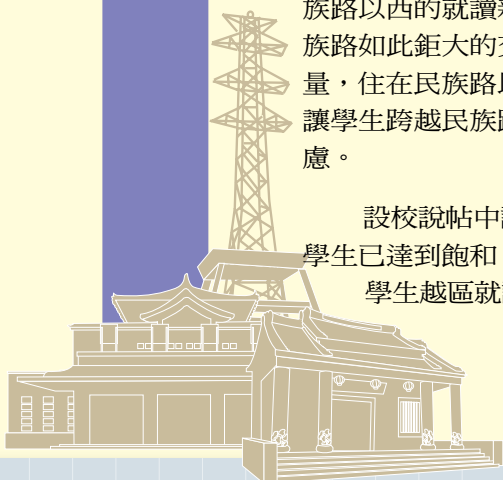 族路以西的就讀
族路如此鉅大的
量，住在民族路
讓學生跨越民族
慮。
設校說帖中
學生已達到飽和
學生越區就